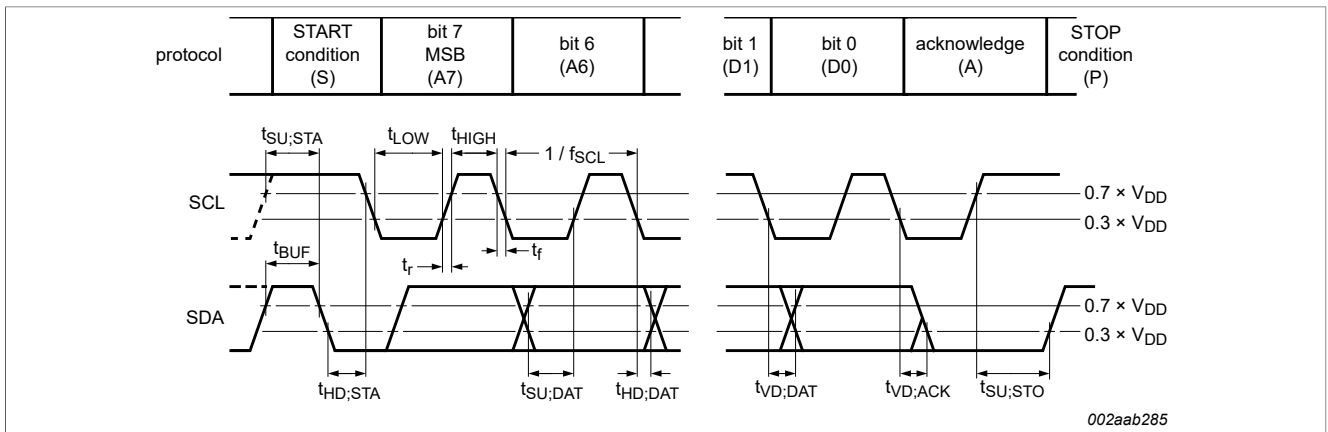 protocol
START
condition
(S)
bit 7
MSB
(A7)
bit 6
(A6)
bit 1
(D1)
bit 0
(D0)
acknowledge
(A)
STOP
condition
(P)
tSU;STA
tLOW
tHIGH
1 / fSCL
SCL
0.7 × VDD
0.3 × VDD
tBUF
tr
tf
SDA
0.7 × VDD
0.3 × VDD
tHD;STA
tSU;DAT
tHD;DAT
tVD;DAT
tVD;ACK
tSU;STO
002aab285